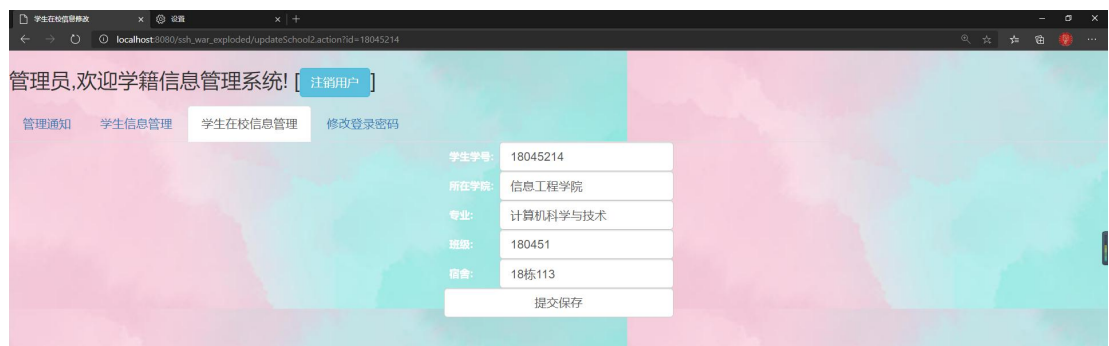 学生在校信息修改 设置
localhost:8080/ssh_war_exploded/updateSchool2.action?id=18045214
管理员,欢迎学籍信息管理系统! [ 注销用户 ]
管理通知 学生信息管理 学生在校信息管理 修改登录密码
学生学号: 18045214
所在学院: 信息工程学院
专业: 计算机科学与技术
班级: 180451
宿舍: 18栋113
提交保存